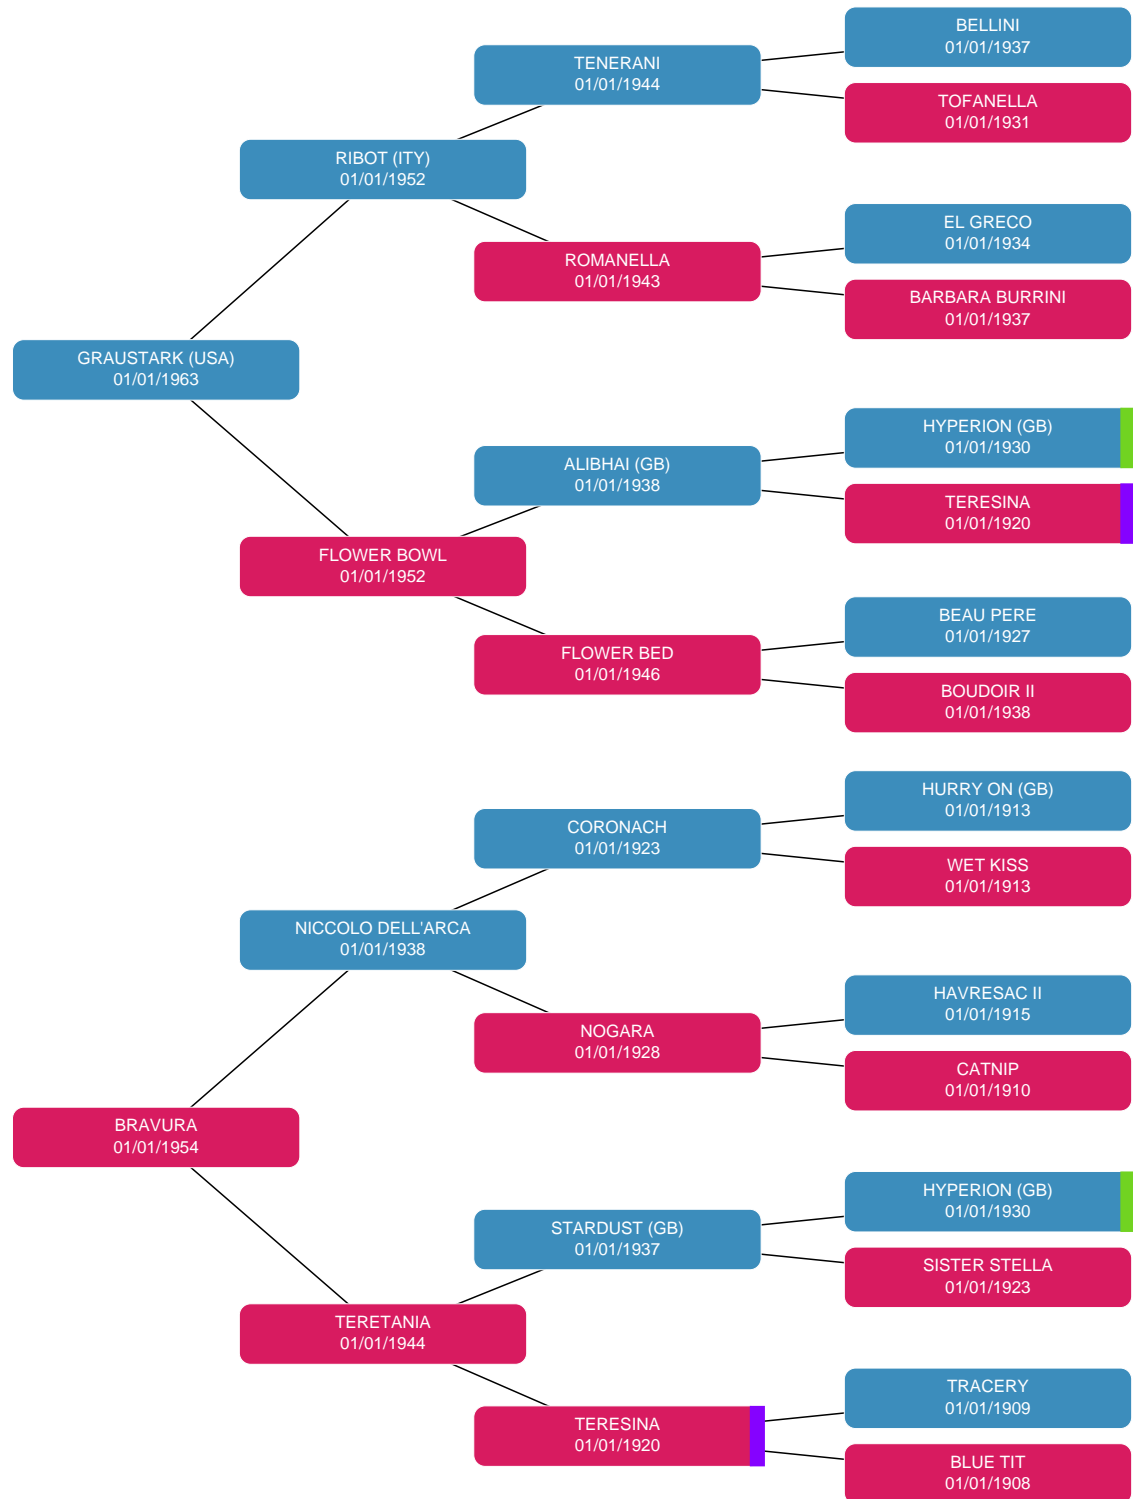 BELLINI
01/01/1937
TENERANI
01/01/1944
TOFANELLA
01/01/1931
RIBOT (ITY)
01/01/1952
EL GRECO
01/01/1934
ROMANELLA
01/01/1943
BARBARA BURRINI
01/01/1937
GRAUSTARK (USA)
01/01/1963
HYPERION (GB)
01/01/1930
ALIBHAI (GB)
01/01/1938
TERESINA
01/01/1920
FLOWER BOWL
01/01/1952
BEAU PERE
01/01/1927
FLOWER BED
01/01/1946
BOUDOIR II
01/01/1938
HURRY ON (GB)
01/01/1913
CORONACH
01/01/1923
WET KISS
01/01/1913
NICCOLO DELL'ARCA
01/01/1938
HAVRESAC II
01/01/1915
NOGARA
01/01/1928
CATNIP
01/01/1910
BRAVURA
01/01/1954
HYPERION (GB)
01/01/1930
STARDUST (GB)
01/01/1937
SISTER STELLA
01/01/1923
TERETANIA
01/01/1944
TRACERY
01/01/1909
TERESINA
01/01/1920
BLUE TIT
01/01/1908